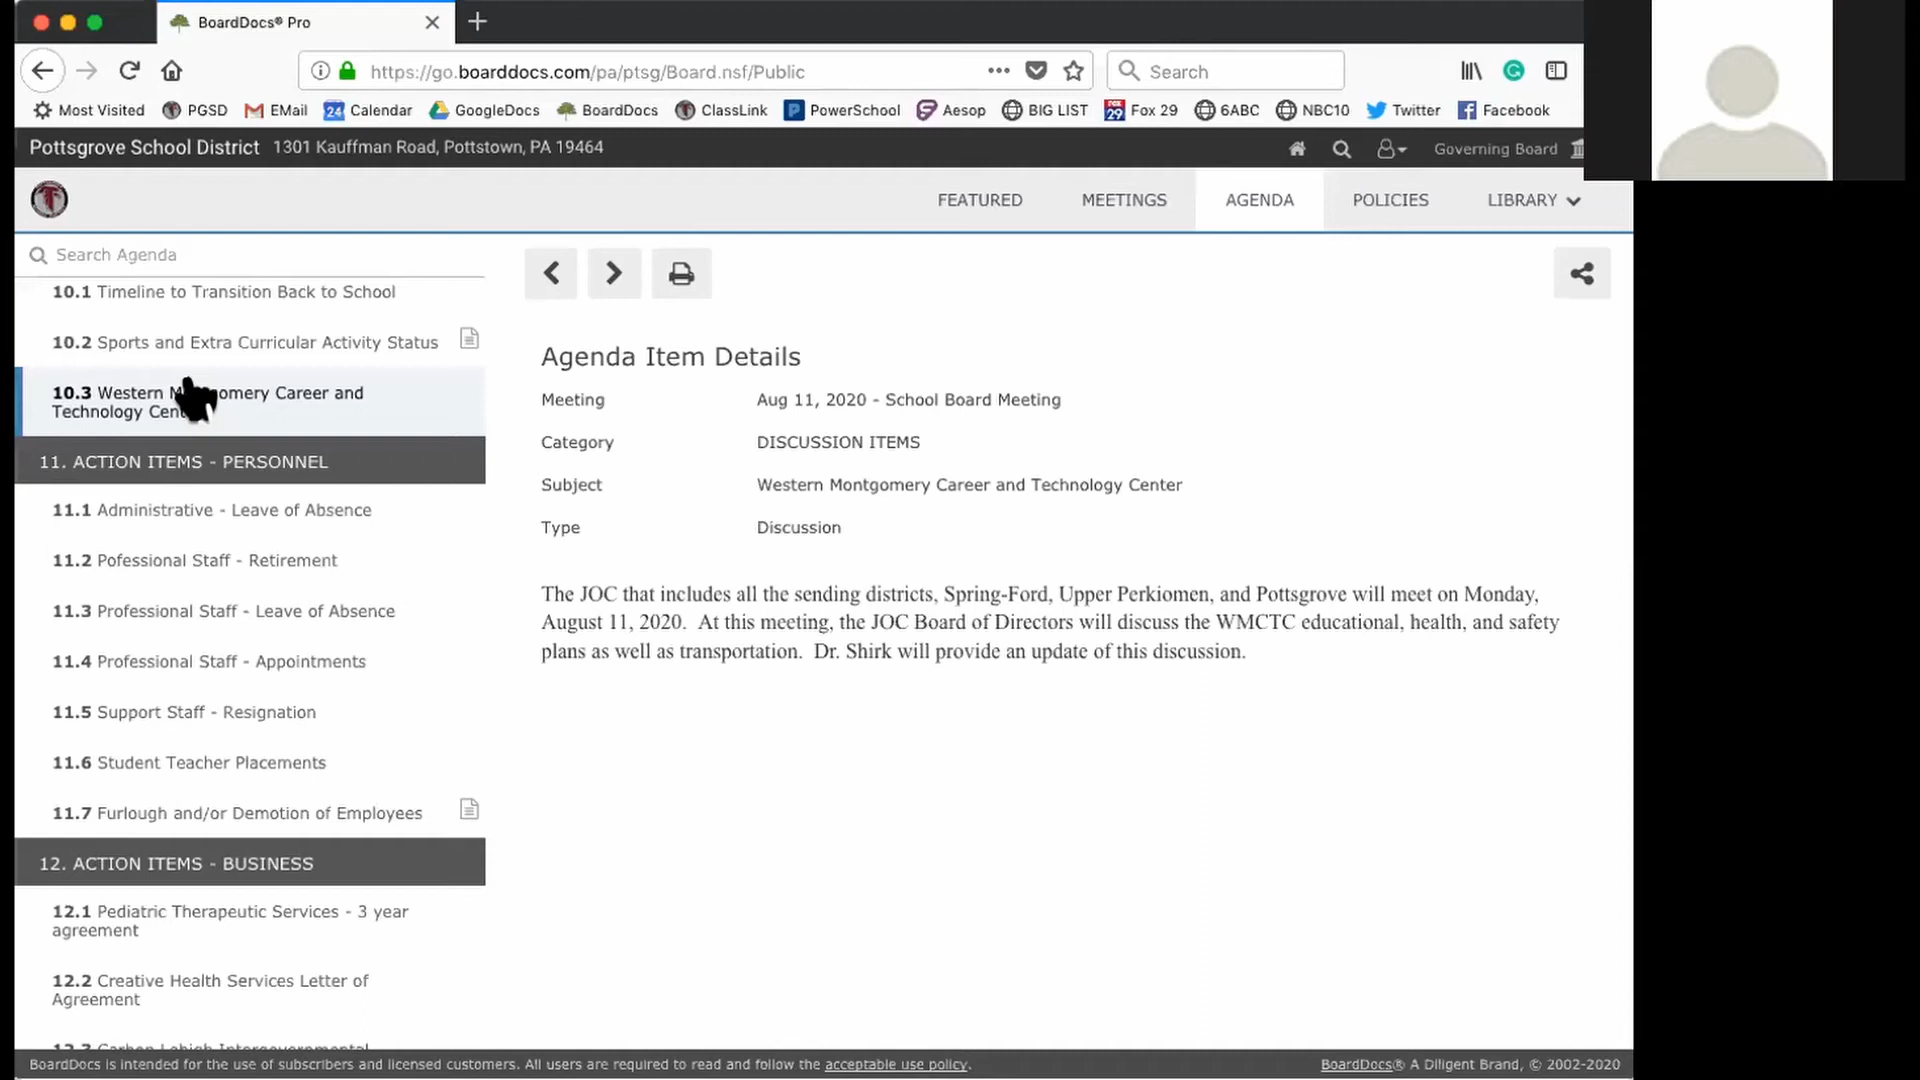 BoardDocs® Pro
https://go.boarddocs.com/pa/ptsg/Board.nsf/Public
Search
Most Visited PGSD EMail 24 Calendar GoogleDocs BoardDocs ClassLink PowerSchool Aesop BIG LIST Fox 29 6ABC NBC10 Twitter Facebook
Pottsgrove School District 1301 Kauffman Road, Pottstown, PA 19464
Governing Board
FEATURED MEETINGS AGENDA POLICIES LIBRARY
Search Agenda
10.1 Timeline to Transition Back to School
10.2 Sports and Extra Curricular Activity Status
10.3 Western Career and
Technology
11. ACTION ITEMS - PERSONNEL
11.1 Administrative - Leave of Absence
11.2 Pofessional Staff - Retirement
11.3 Professional Staff - Leave of Absence
11.4 Professional Staff - Appointments
11.5 Support Staff - Resignation
11.6 Student Teacher Placements
11.7 Furlough and/or Demotion of Employees
12. ACTION ITEMS - BUSINESS
12.1 Pediatric Therapeutic Services - 3 year
agreement
12.2 Creative Health Services Letter of
Agreement
Agenda Item Details
Meeting Aug 11, 2020 - School Board Meeting
Category DISCUSSION ITEMS
Subject Western Montgomery Career and Technology Center
Type Discussion
The JOC that includes all the sending districts, Spring-Ford, Upper Perkiomen, and Pottsgrove will meet on Monday,
August 11, 2020. At this meeting, the JOC Board of Directors will discuss the WMCTC educational, health, and safety
plans as well as transportation. Dr. Shirk will provide an update of this discussion.
BoardDocs is intended for the use of subscribers and licensed customers. All users are required to read and follow the acceptable use policy.
BoardDocs® A Diligent Brand, © 2002-2020